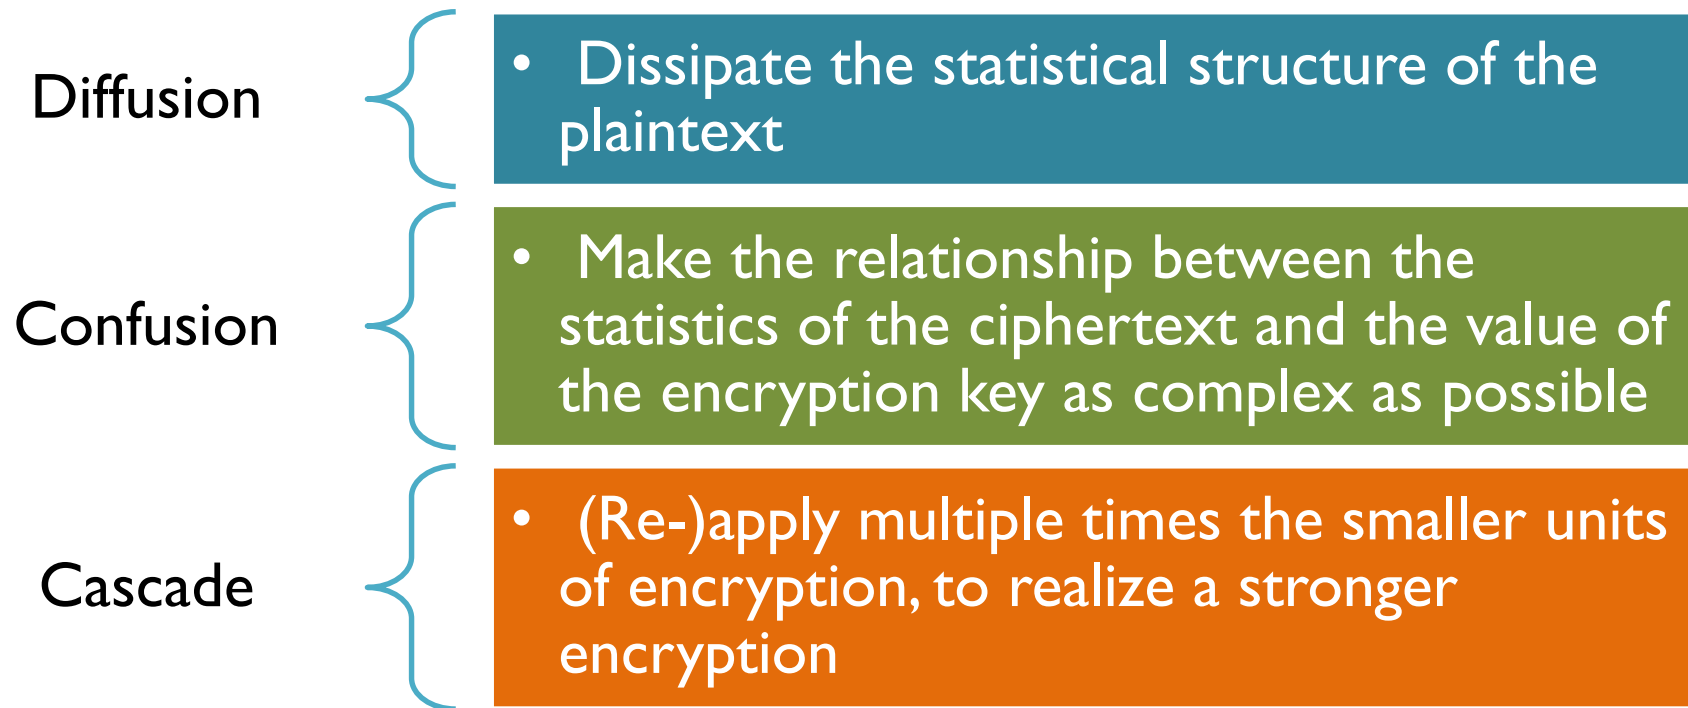 Diffusion
• Dissipate the statistical structure of the
plaintext
Confusion
• Make the relationship between the
statistics of the ciphertext and the value of
the encryption key as complex as possible
Cascade
• (Re-)apply multiple times the smaller units
of encryption, to realize a stronger
encryption